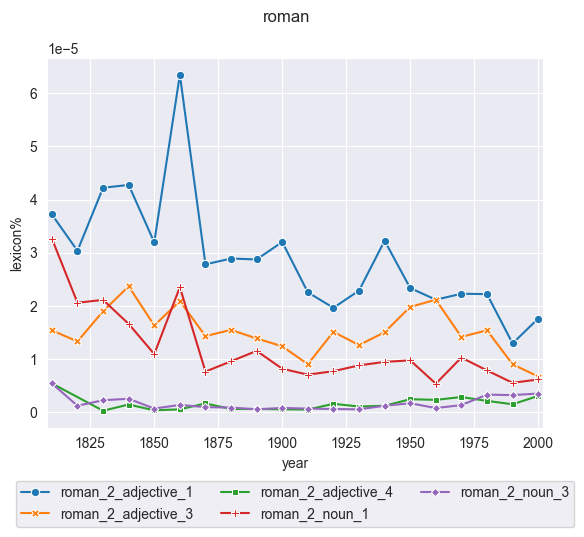 roman
1e−5
6
5
4
3
2
1
0
lexicon%
1825 1850 1875 1900 1925 1950 1975 2000
year
roman_2_adjective_1 roman_2_adjective_4 roman_2_noun_3
roman_2_adjective_3 roman_2_noun_1